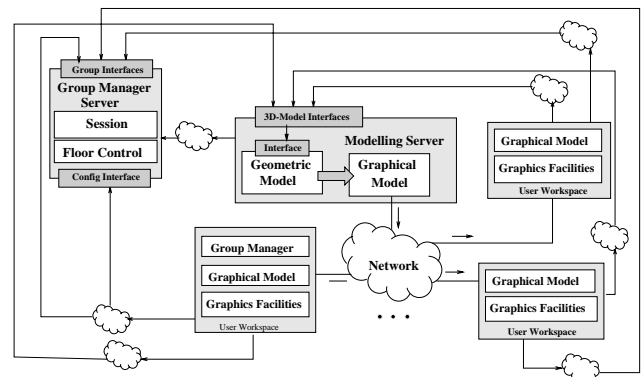 Group Interfaces
Group Manager
Server
Session
Floor Control
Config Interface
3D-Model Interfaces
Modelling Server
Interface
Geometric
Model
Graphical
Model
Graphical Model
Graphics Facilities
User Workspace
Group Manager
Graphical Model
Graphics Facilities
User Workspace
Network
• • •
Graphical Model
Graphics Facilities
User Workspace